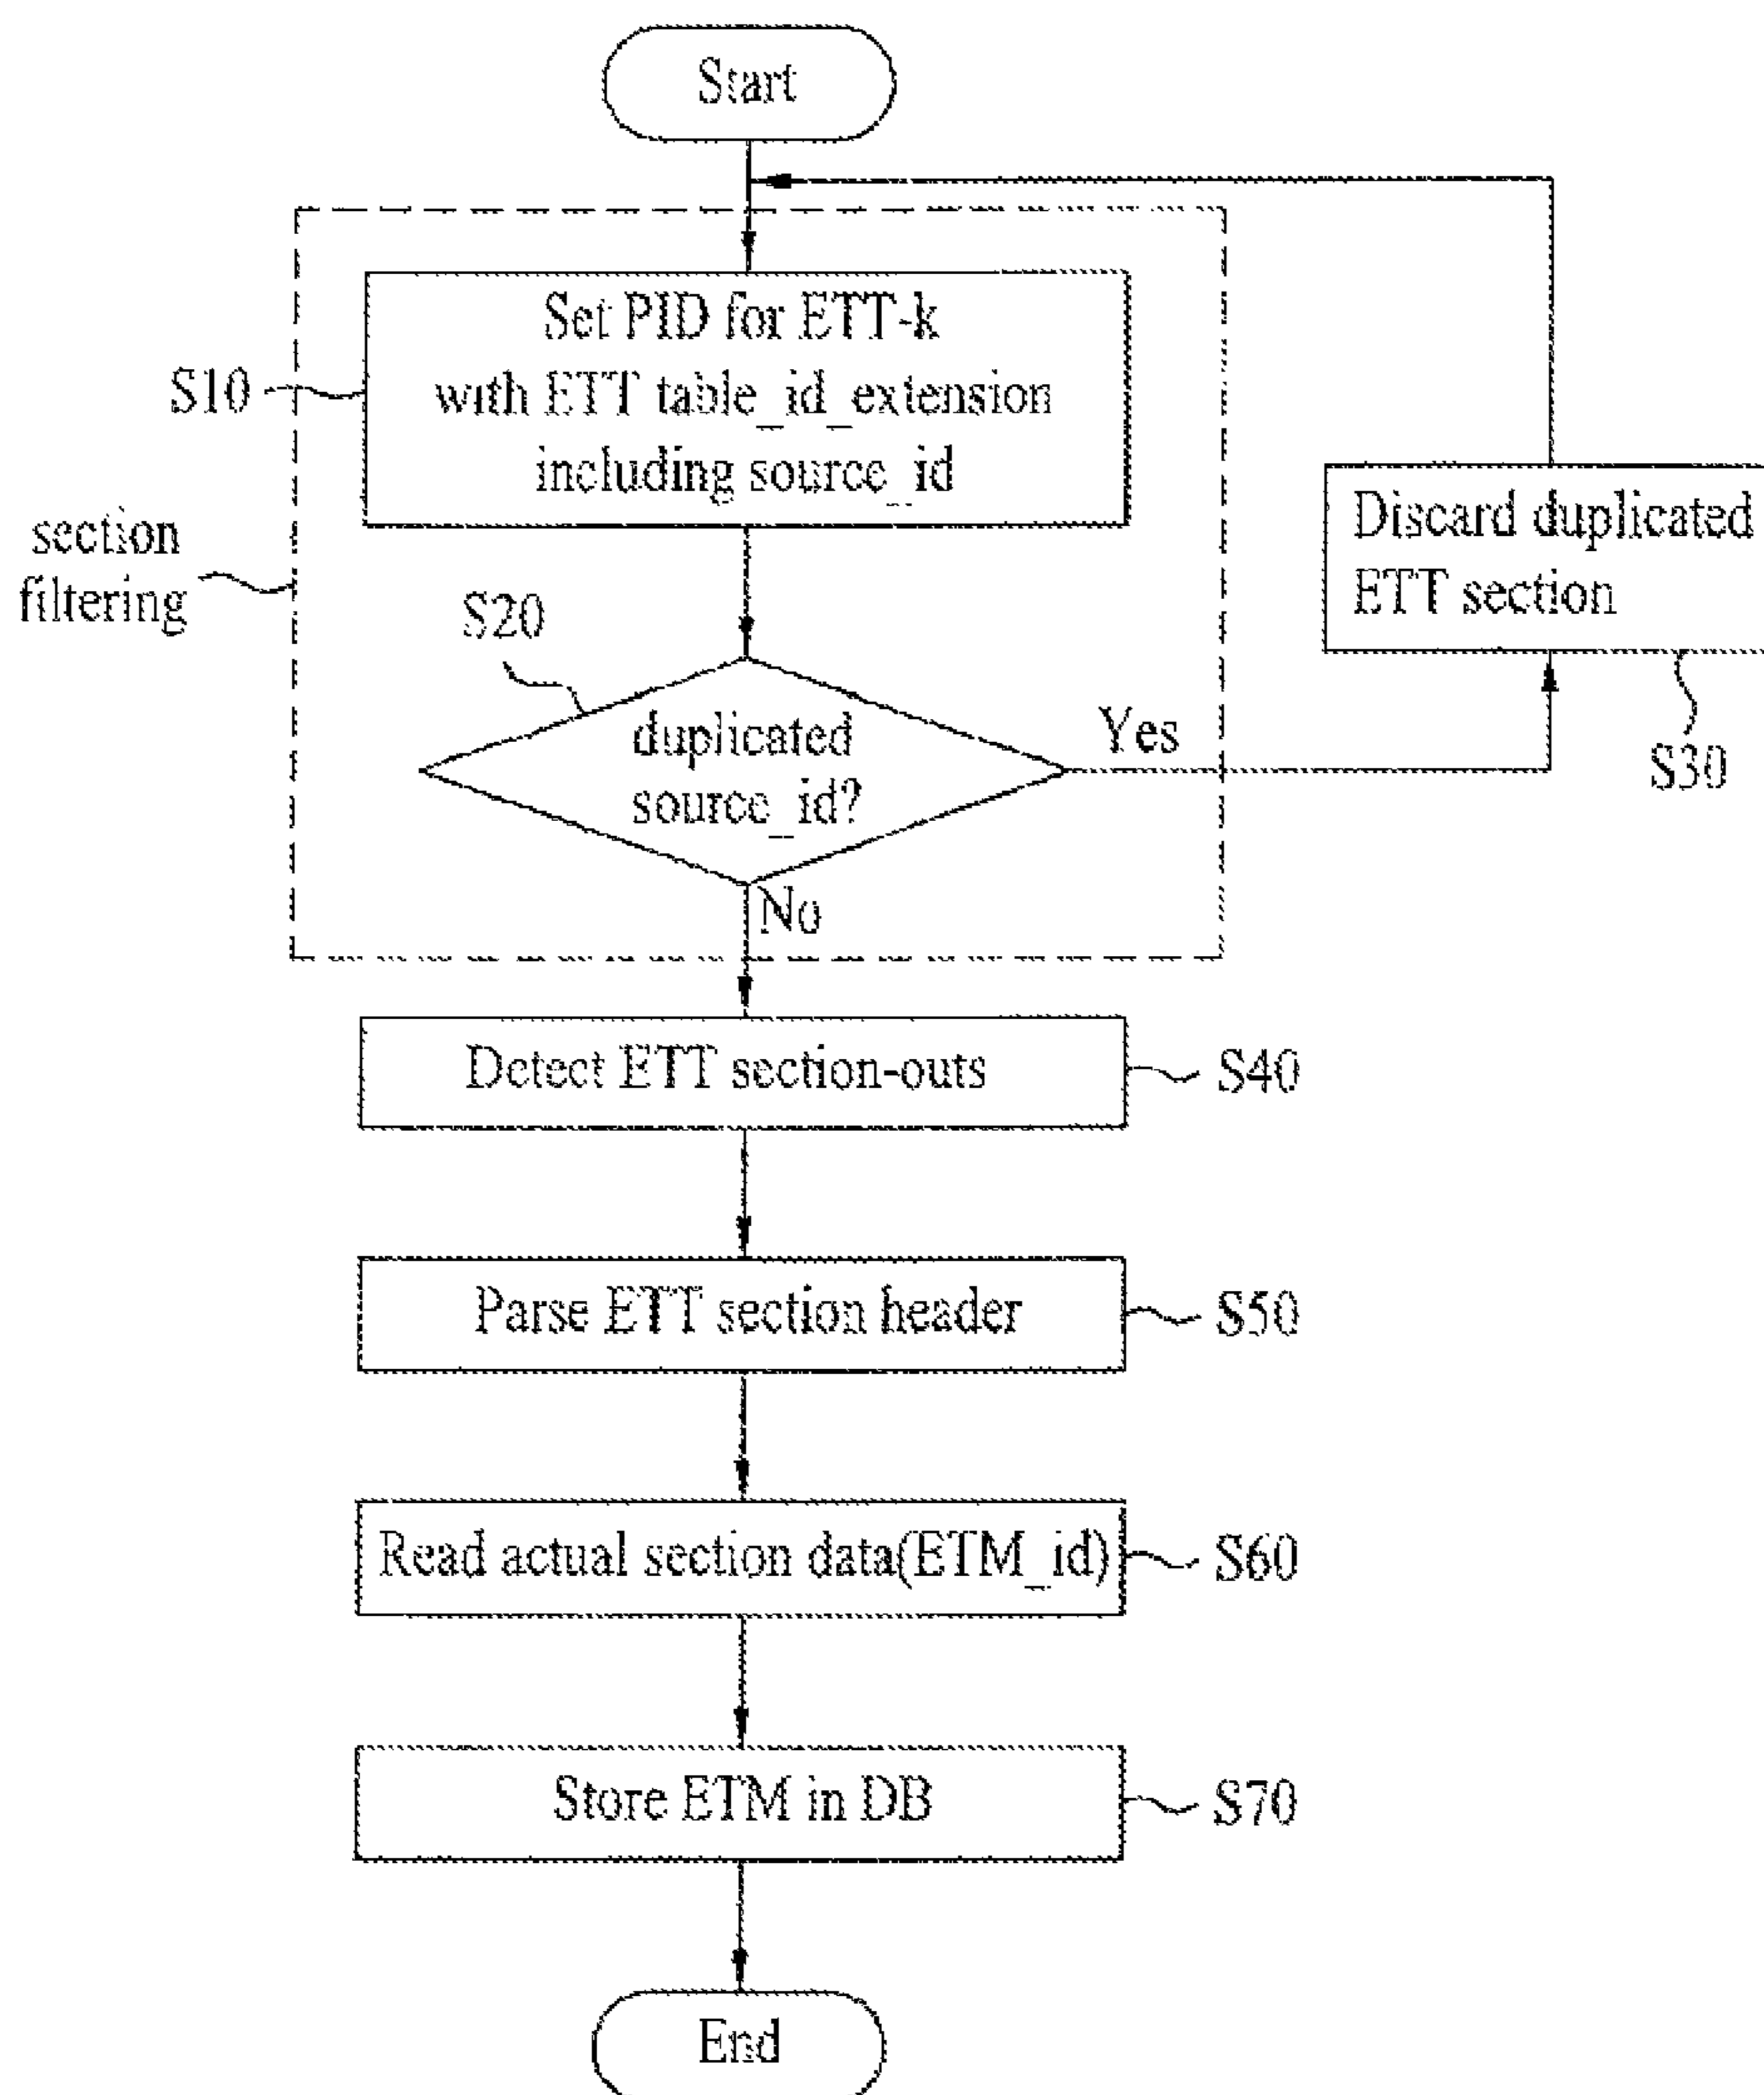 Start
Set PID for ETT-k
with ETT table_id_extension
including source_id
S10
section
filtering
S20
duplicated
source_id?
Yes
No
Discard duplicated
ETT section
S30
Detect ETT section-outs
S40
Parse ETT section header
S50
Read actual section data(ETM_id)
S60
Store ETM in DB
S70
End